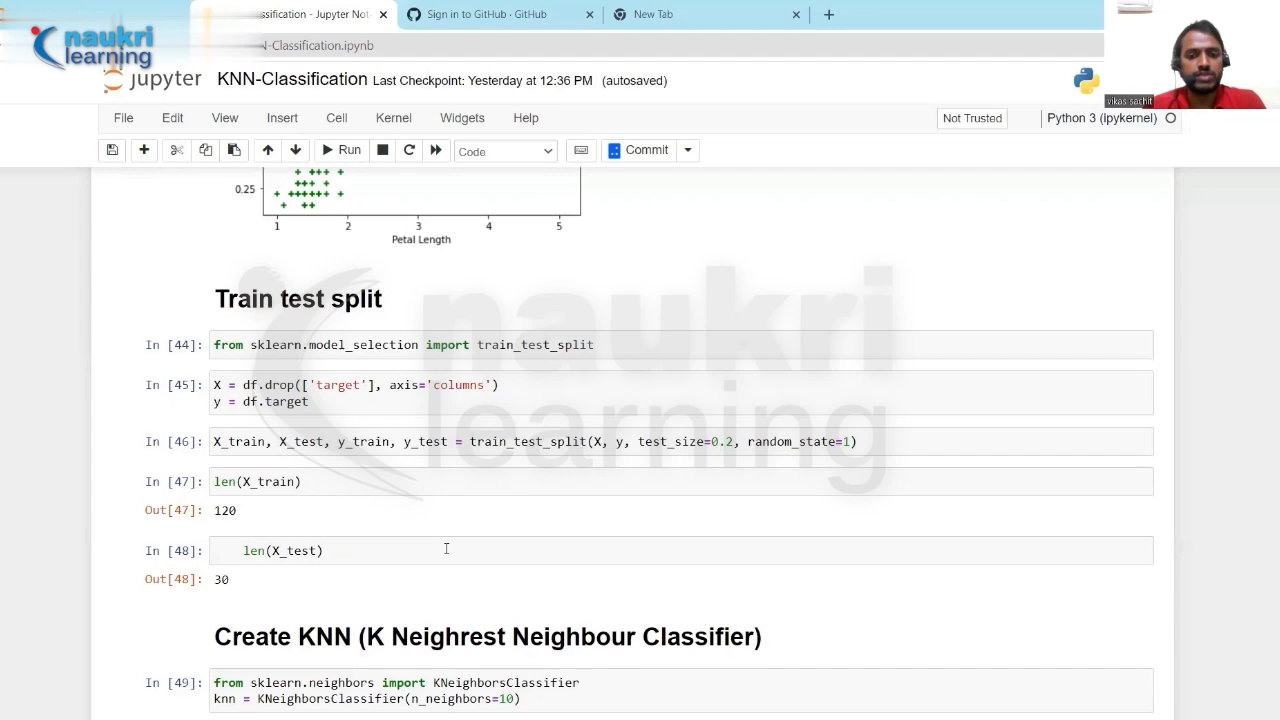 Classification - Jupyter Not
Sign in to GitHub · GitHub
New Tab
naukri
learning
N-Classification.ipynb
jupyter
KNN-Classification
Last Checkpoint: Yesterday at 12:36 PM
(autosaved)
vikas sachit
File
Edit
View
Insert
Cell
Kernel
Widgets
Help
Not Trusted
Python 3 (ipykernel)
Run
Code
Commit
0.25
1 2 3 4 5
Petal Length
Train test split
In [44]: from sklearn.model_selection import train_test_split
In [45]: X = df.drop(['target'], axis='columns')
y = df.target
In [46]: X_train, X_test, y_train, y_test = train_test_split(X, y, test_size=0.2, random_state=1)
In [47]: len(X_train)
Out[47]: 120
In [48]: len(X_test)
Out[48]: 30
naukri
learning
Create KNN (K Neighrest Neighbour Classifier)
In [49]: from sklearn.neighbors import KNeighborsClassifier
knn = KNeighborsClassifier(n_neighbors=10)